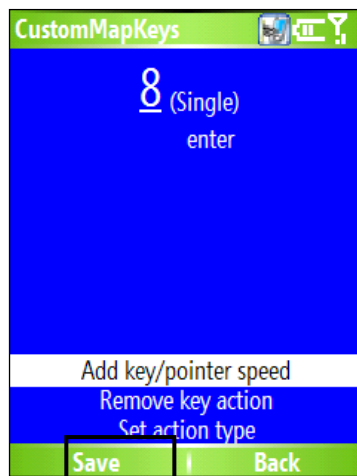 CustomMapKeys
8 (Single)
enter
Add key/pointer speed
Remove key action
Set action type
Save
Back